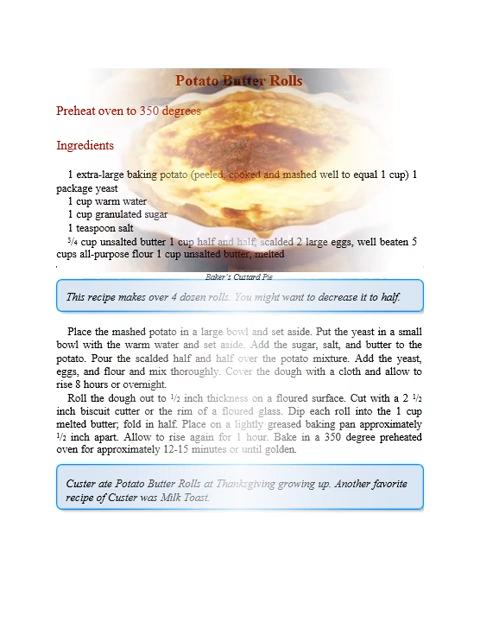 Potato Butter Rolls
Preheat oven to 350 degrees
Ingredients
1 extra-large baking potato (peeled, cooked and mashed well to equal 1 cup) 1
package yeast
1 cup warm water
1 cup granulated sugar
1 teaspoon salt
3/4 cup unsalted butter 1 cup half and half, scalded 2 large eggs, well beaten 5
cups all-purpose flour 1 cup unsalted butter, melted
Baker's Custard Pie
This recipe makes over 4 dozen rolls. You might want to decrease it to half.
Place the mashed potato in a large bowl and set aside. Put the yeast in a small
bowl with the warm water and set aside. Add the sugar, salt, and butter to the
potato. Pour the scalded half and half over the potato mixture. Add the yeast,
eggs, and flour and mix thoroughly. Cover the dough with a cloth and allow to
rise 8 hours or overnight.
Roll the dough out to 1/2 inch thickness on a floured surface. Cut with a 2 1/2
inch biscuit cutter or the rim of a floured glass. Dip each roll into the 1 cup
melted butter; fold in half. Place on a lightly greased baking pan approximately
1/2 inch apart. Allow to rise again for 1 hour. Bake in a 350 degree preheated
oven for approximately 12-15 minutes or until golden.
Custer ate Potato Butter Rolls at Thanksgiving growing up. Another favorite
recipe of Custer was Milk Toast.